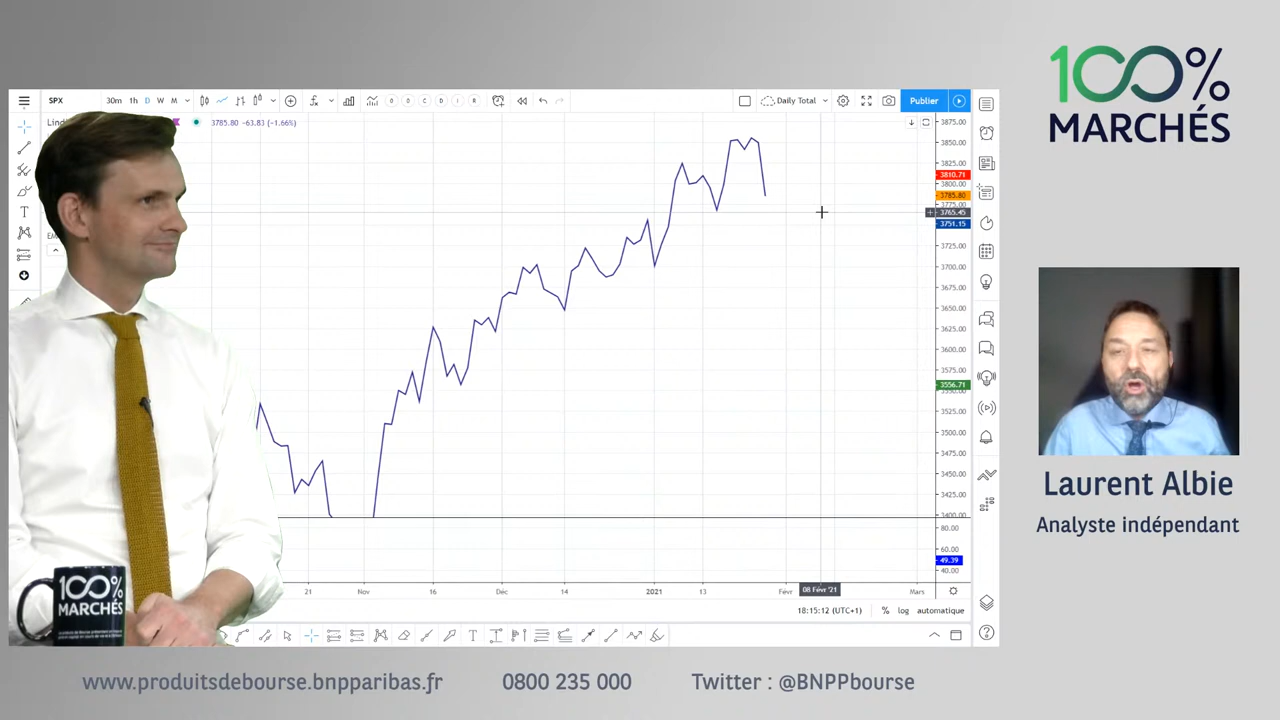 100%
MARCHÉS
SPX
30m 1h D W M
Daily Total
Publier
Lind
3785.80 -63.83 (-1.66%)
3875.00
3850.00
3825.00
3810.71
3800.00
3785.80
3775.00
3765.45
3751.15
3725.00
3700.00
3675.00
3650.00
3625.00
3600.00
3575.00
3556.71
3525.00
3500.00
3475.00
3450.00
3425.00
3400.00
80.00
60.00
49.39
40.00
21 Nov 16 Déc 14 2021 13 Févr 08 Févr '21 Mars
18:15:12 (UTC+1) % log automatique
100%
MARCHÉS
Laurent Albie
Analyste indépendant
www.produitsdebourse.bnpparibas.fr 0800 235 000 Twitter : @BNPPbourse